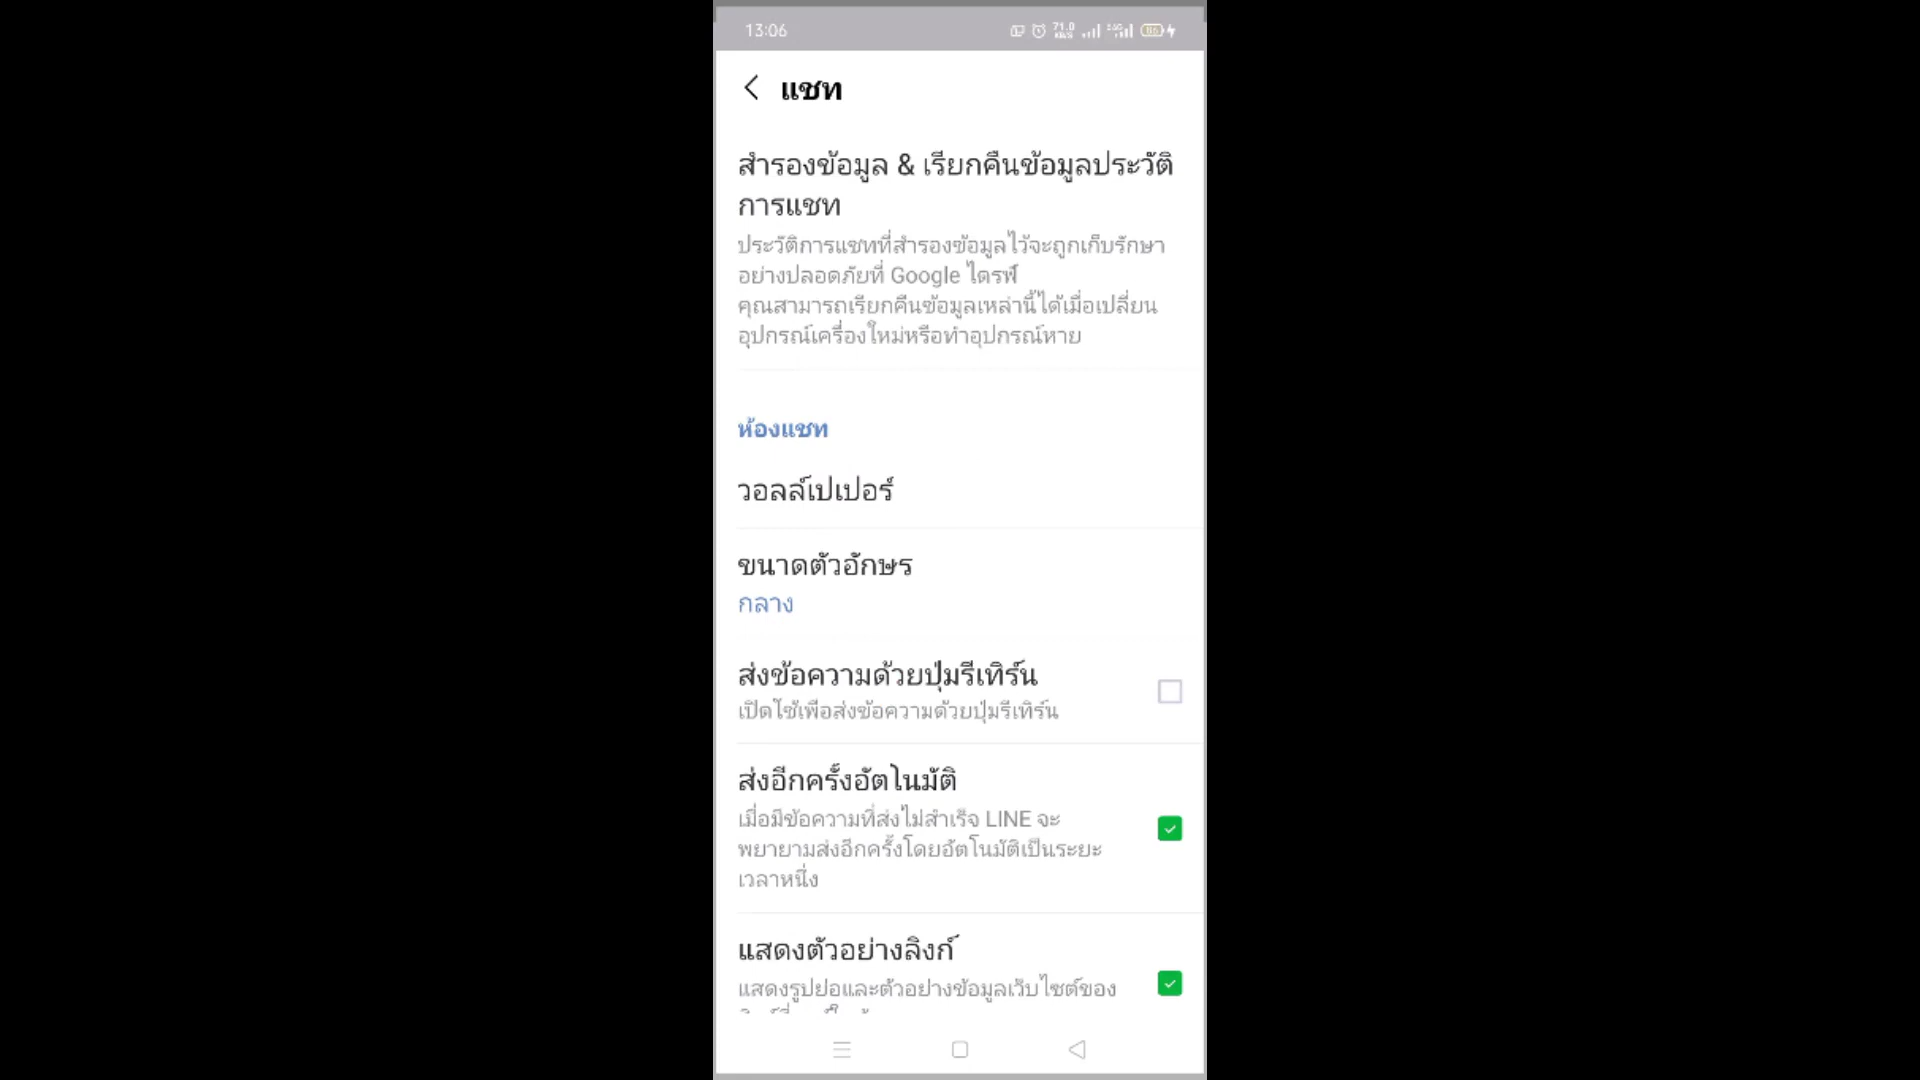 13:06
71.0
KB/S
แชท
สำรองข้อมูล & เรียกคืนข้อมูลประวัติ
การแชท
ประวัติการแชทที่สำรองข้อมูลไว้จะถูกเก็บรักษา
อย่างปลอดภัยที่ Google ไดรฟ์
คุณสามารถเรียกคืนข้อมูลเหล่านี้ได้เมื่อเปลี่ยน
อุปกรณ์เครื่องใหม่หรือทำอุปกรณ์หาย
ห้องแชท
วอลล์เปเปอร์
ขนาดตัวอักษร
กลาง
ส่งข้อความด้วยปุ่มรีเทิร์น
เปิดใช้เพื่อส่งข้อความด้วยปุ่มรีเทิร์น
ส่งอีกครั้งอัตโนมัติ
เมื่อมีข้อความที่ส่งไม่สำเร็จ LINE จะ
พยายามส่งอีกครั้งโดยอัตโนมัติเป็นระยะ
เวลาหนึ่ง
แสดงตัวอย่างลิงก์
แสดงรูปย่อและตัวอย่างข้อมูลเว็บไซต์ของ